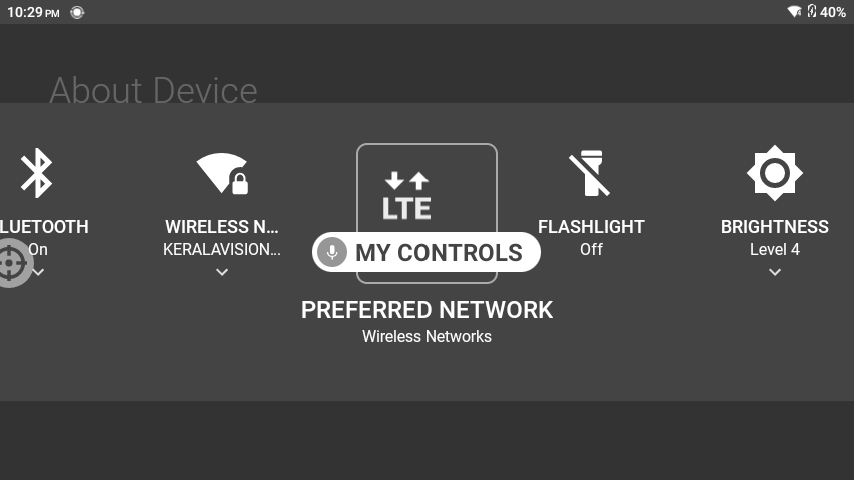 10:29 PM
40%
About Device
LUETOOTH
On
WIRELESS N...
KERALAVISION...
LTE
MY CONTROLS
PREFERRED NETWORK
Wireless Networks
FLASHLIGHT
Off
BRIGHTNESS
Level 4